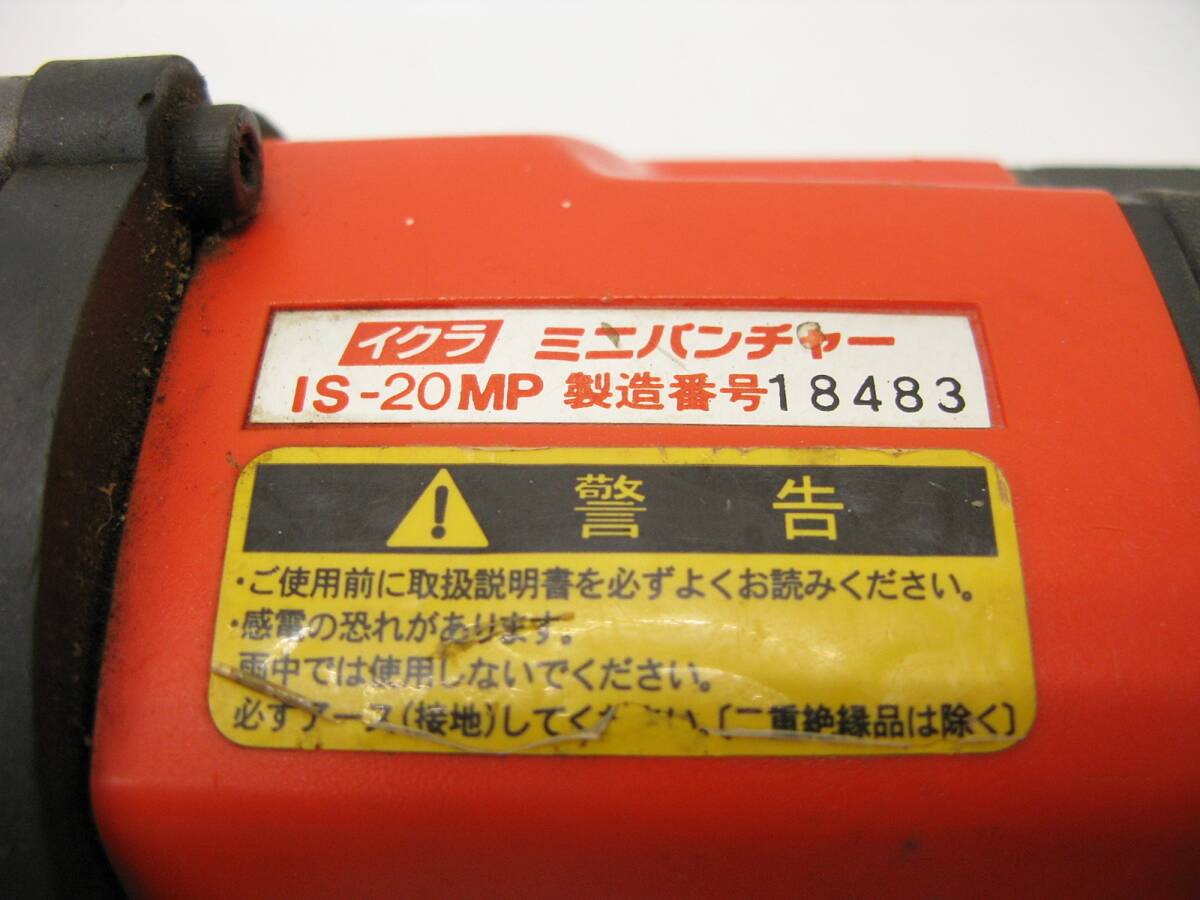 イクラ ミニパンチャー
IS-20MP 製造番号18483
警告
・ご使用前に取扱説明書を必ずよくお読みください。
・感電の恐れがあります。
雨中では使用しないでください。
必ずアース(接地)してください。〔二重絶縁品は除く〕